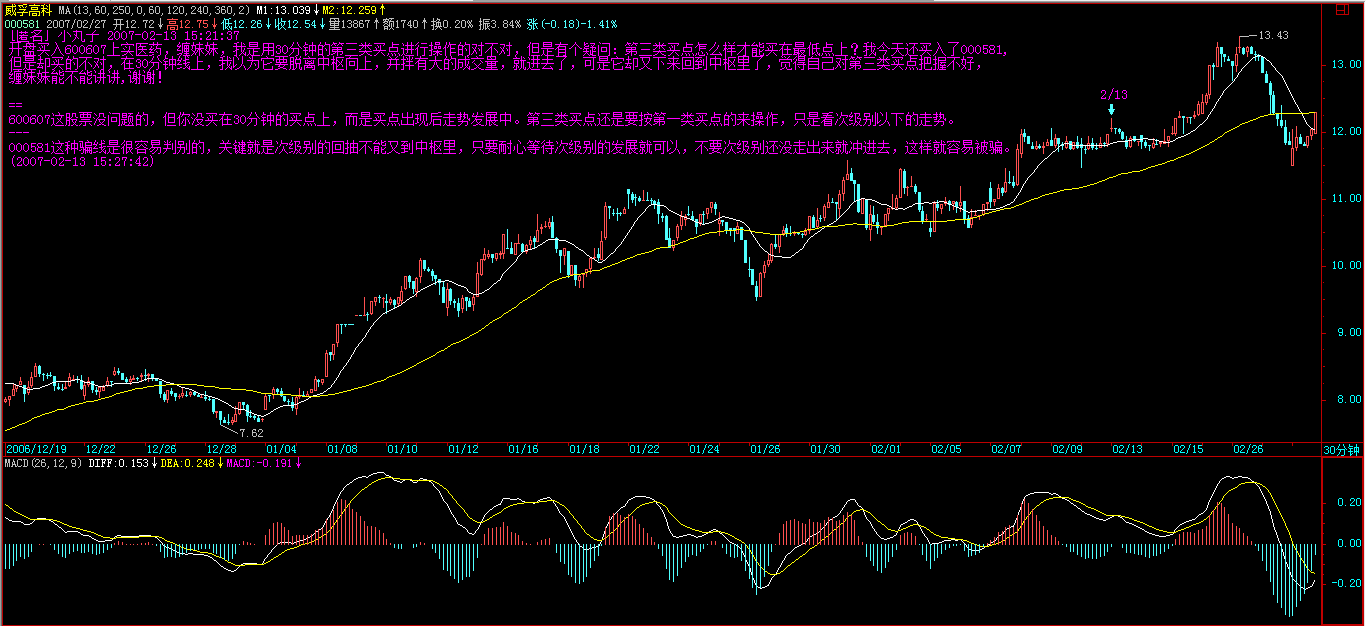 威孚高科 MA(13,60,250,0,60,120,240,360,2) M1:13.039↓M2:12.259↑
000581 2007/02/27 开12.72↓高12.75↓低12.26↓收12.54↓量13867↑额1740↑换0.20% 振3.84% 涨(-0.18)-1.41%
[匿名] 小丸子 2007-02-13 15:21:37
开盘买入600607上实医药，缠妹妹，我是用30分钟的第三类买点进行操作的对不对，但是有个疑问：第三类买点怎么样才能买在最低点上？我今天还买入了000581，
但是却买的不对，在30分钟线上，我以为它要脱离中枢向上，并拌有大的成交量，就进去了，可是它却又下来回到中枢里了，觉得自己对第三类买点把握不好，
缠妹妹能不能讲讲,谢谢！
==
600607这股票没问题的，但你没买在30分钟的买点上，而是买点出现后走势发展中。第三类买点还是要按第一类买点的来操作，只是看次级别以下的走势。
---
000581这种骗线是很容易判别的，关键就是次级别的回抽不能又到中枢里，只要耐心等待次级别的发展就可以，不要次级别还没走出来就冲进去，这样就容易被骗。
(2007-02-13 15:27:42)
13.43
13.00
2/13
12.00
11.00
10.00
9.00
8.00
7.62
2006/12/19 12/22 12/26 12/28 01/04 01/08 01/10 01/12 01/16 01/18 01/22 01/24 01/26 01/30 02/01 02/05 02/07 02/09 02/13 02/15 02/26 30分钟
MACD(26,12,9) DIFF:0.153↓DEA:0.248↓MACD:-0.191↓
0.20
0.00
-0.20